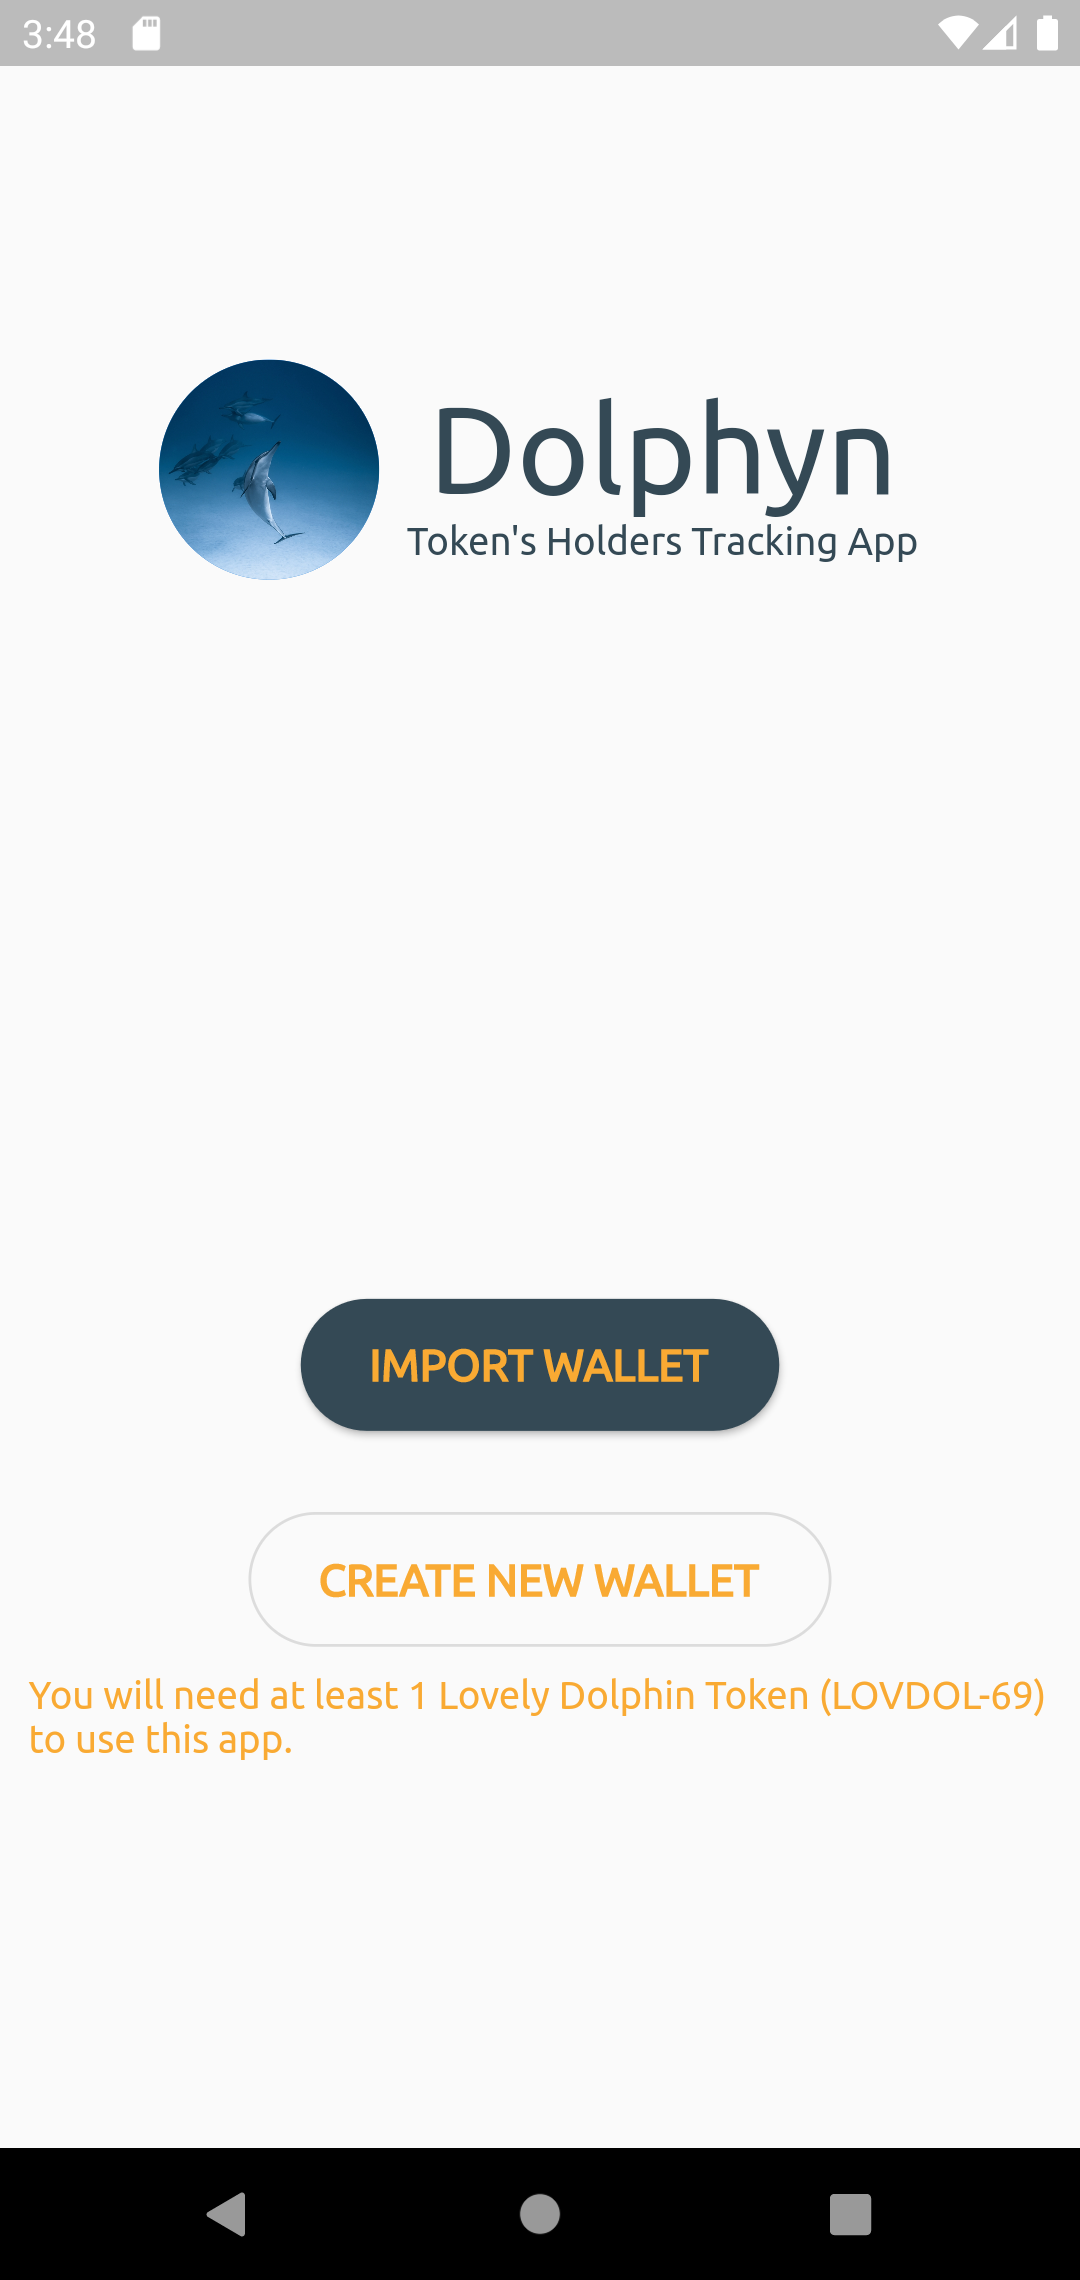 3:48
Dolphyn
Token's Holders Tracking App
IMPORT WALLET
CREATE NEW WALLET
You will need at least 1 Lovely Dolphin Token (LOVDOL-69)
to use this app.